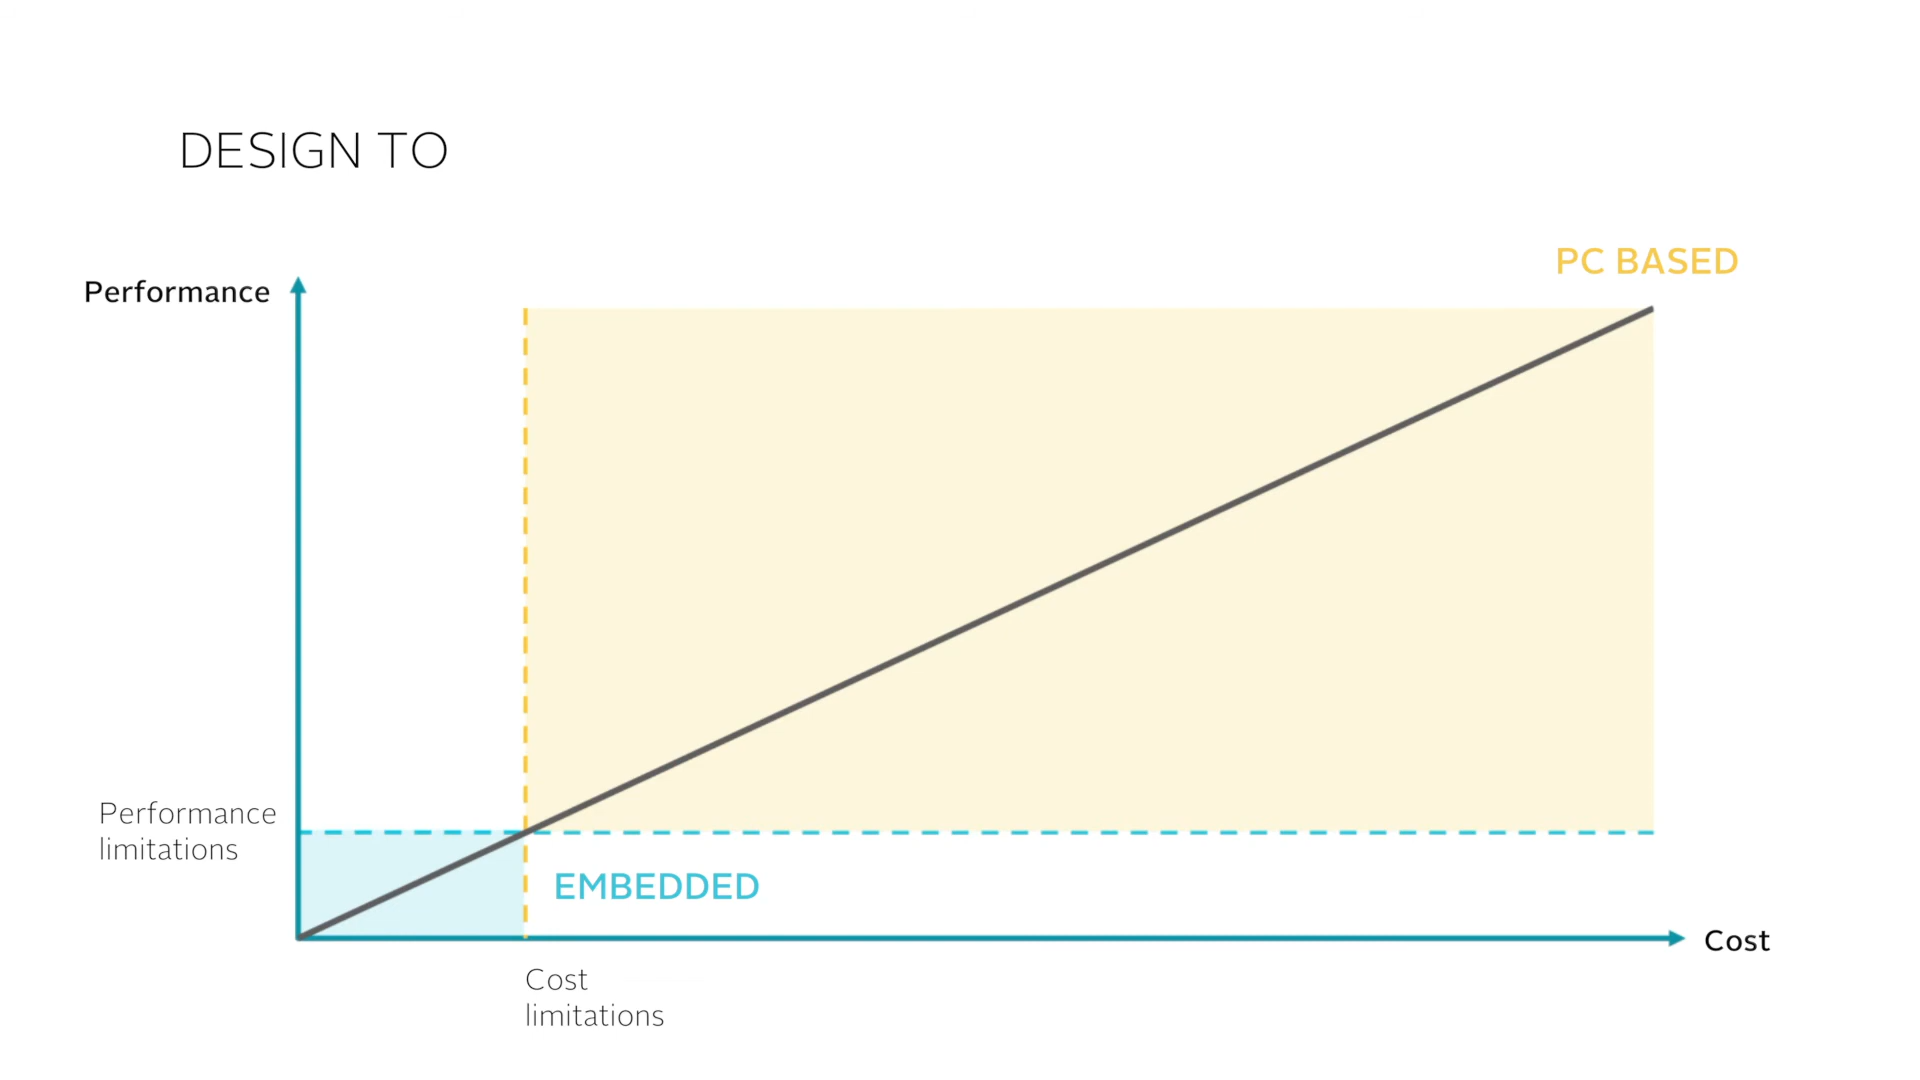 DESIGN TO
PC BASED
Performance
Performance
limitations
EMBEDDED
Cost
Cost
limitations